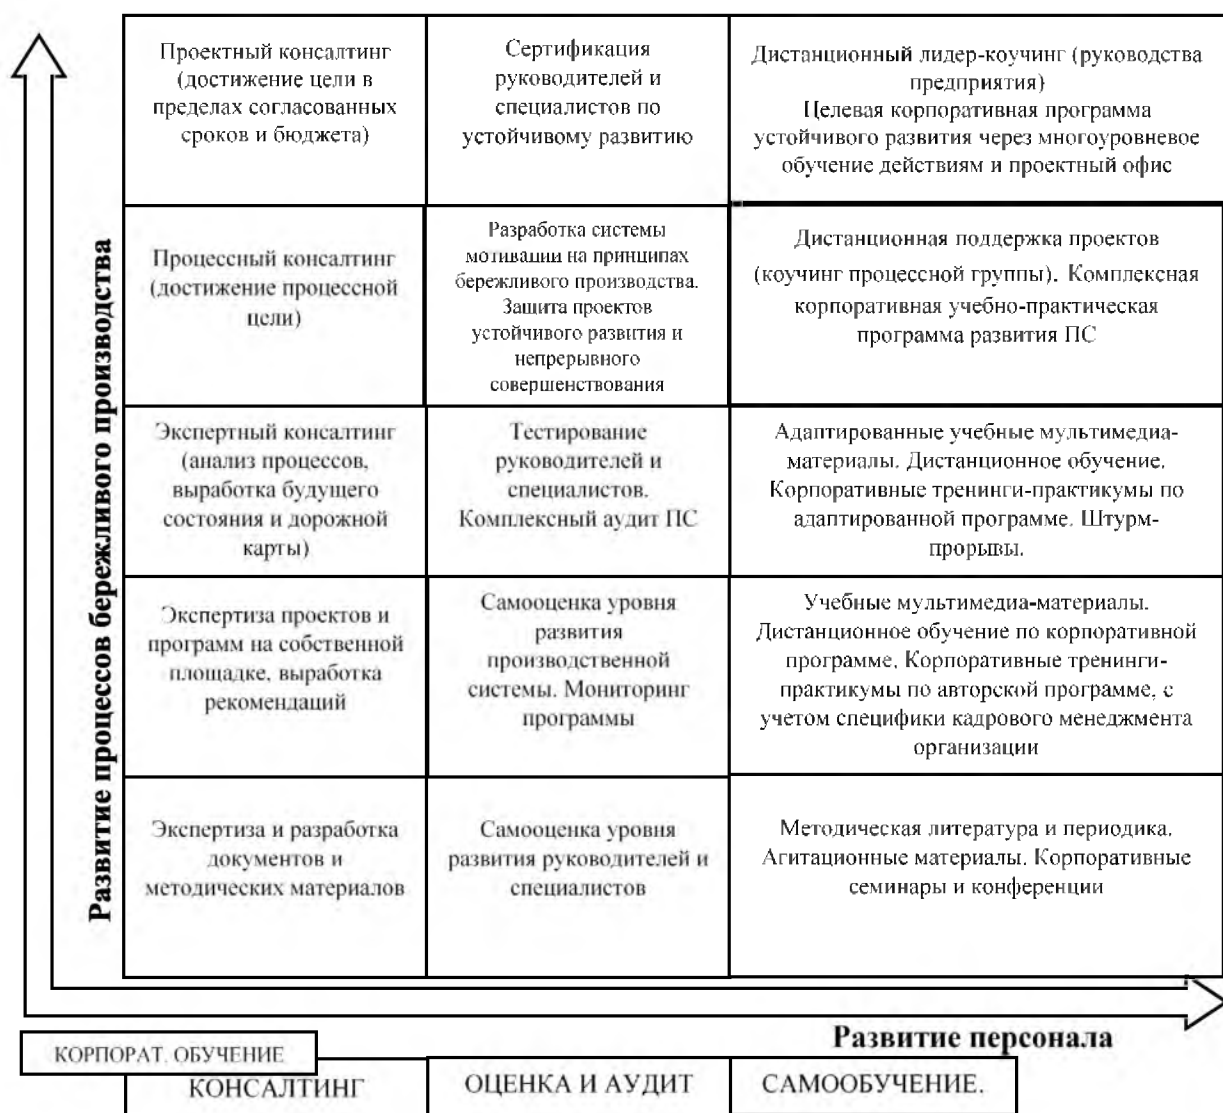 Развитие процессов бережливого производства
Проектный консалтинг
(достижение цели в
пределах согласованных
сроков и бюджета)
Сертификация
руководителей и
специалистов по
устойчивому развитию
Дистанционный лидер-коучинг (руководства
предприятия)
Целевая корпоративная программа
устойчивого развития через многоуровневое
обучение действиям и проектный офис
Процессный консалтинг
(достижение процессной
цели)
Разработка системы
мотивации на принципах
бережливого производства.
Защита проектов
устойчивого развития и
непрерывного
совершенствования
Дистанционная поддержка проектов
(коучинг процессной группы). Комплексная
корпоративная учебно-практическая
программа развития ПС
Экспертный консалтинг
(анализ процессов,
выработка будущего
состояния и дорожной
карты)
Тестирование
руководителей и
специалистов.
Комплексный аудит ПС
Адаптированные учебные мультимедиа-
материалы. Дистанционное обучение.
Корпоративные тренинги-практикумы по
адаптированной программе. Штурм-
прорывы.
Экспертиза проектов и
программ на собственной
площадке, выработка
рекомендаций
Самооценка уровня
развития
производственной
системы. Мониторинг
программы
Учебные мультимедиа-материалы.
Дистанционное обучение по корпоративной
программе. Корпоративные тренинги-
практикумы по авторской программе, с
учетом специфики кадрового менеджмента
организации
Экспертиза и разработка
документов и
методических материалов
Самооценка уровня
развития руководителей и
специалистов
Методическая литература и периодика.
Агитационные материалы. Корпоративные
семинары и конференции
Развитие персонала
КОРПОРАТ. ОБУЧЕНИЕ
КОНСАЛТИНГ
ОЦЕНКА И АУДИТ
САМООБУЧЕНИЕ.